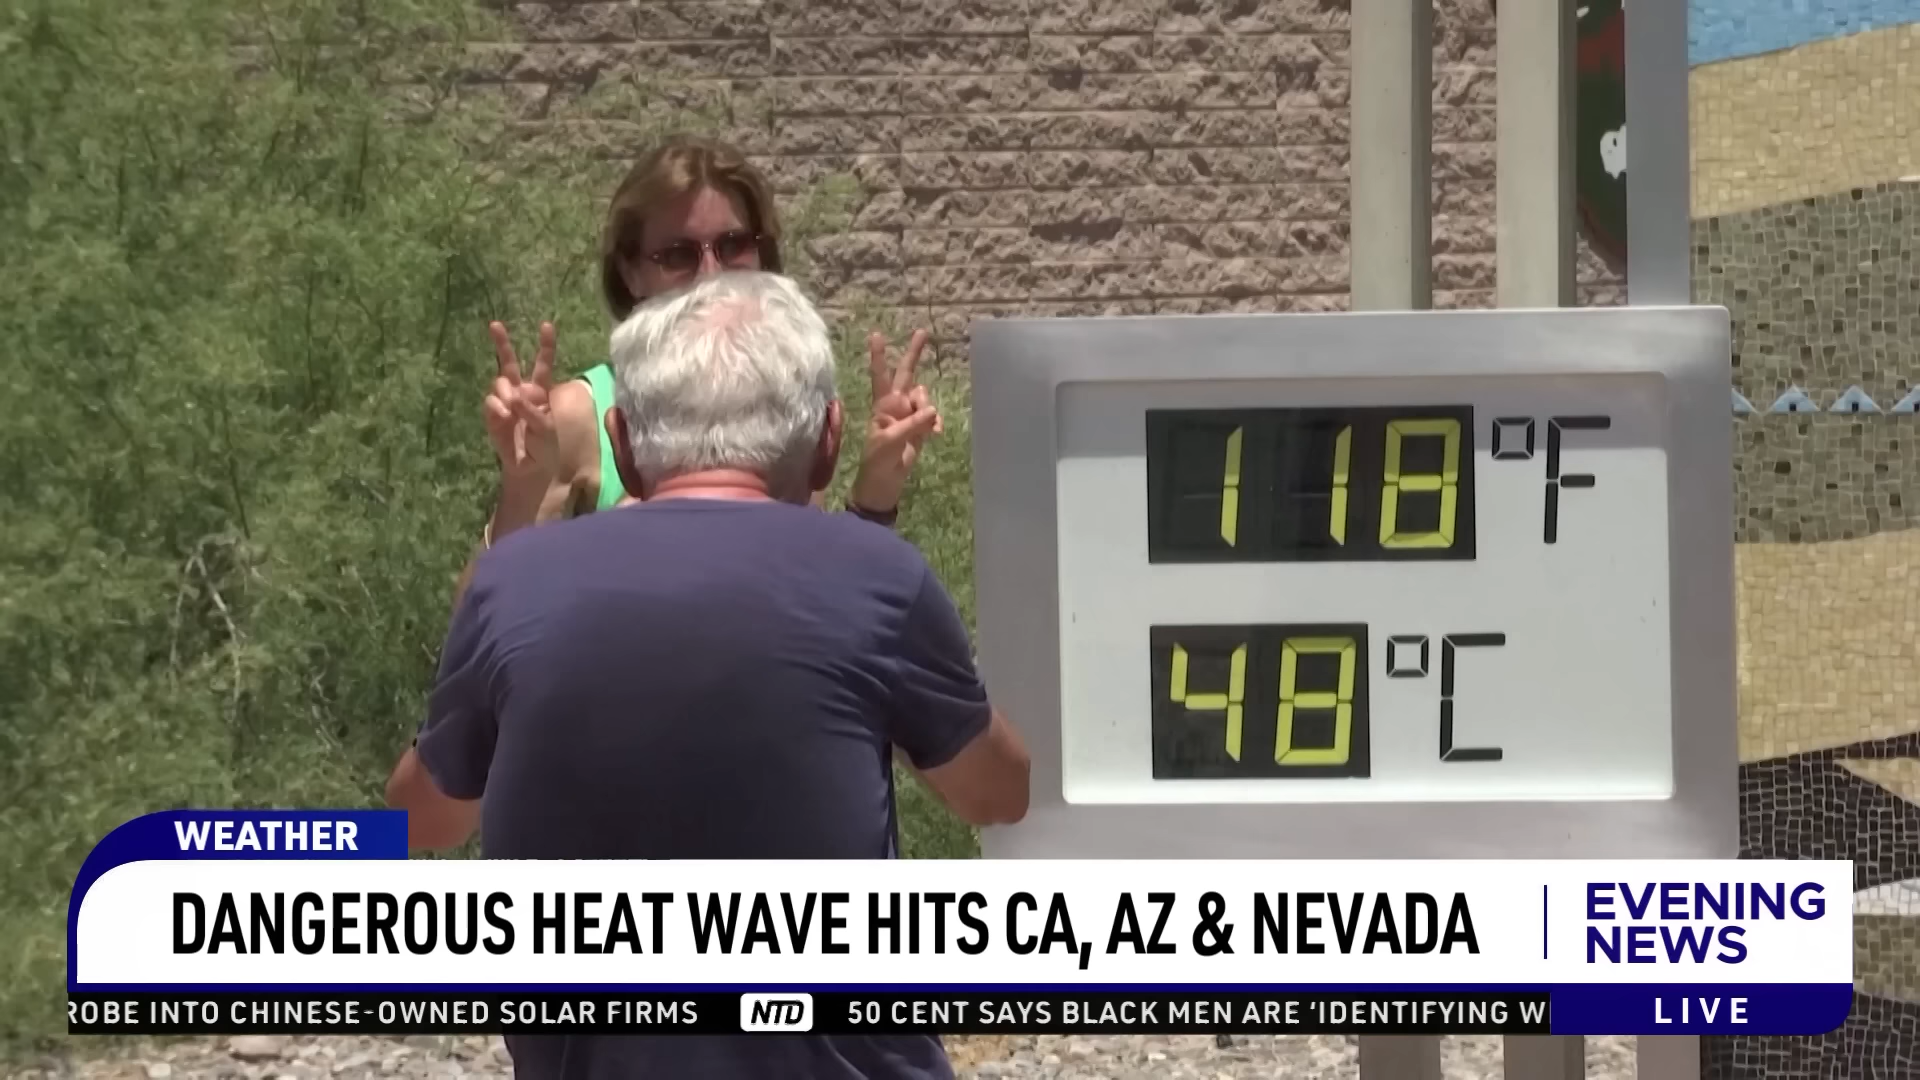 118 °F
48 °C
WEATHER
DANGEROUS HEAT WAVE HITS CA, AZ & NEVADA
EVENING
NEWS
ROBE INTO CHINESE-OWNED SOLAR FIRMS NTD 50 CENT SAYS BLACK MEN ARE ‘IDENTIFYING W
LIVE